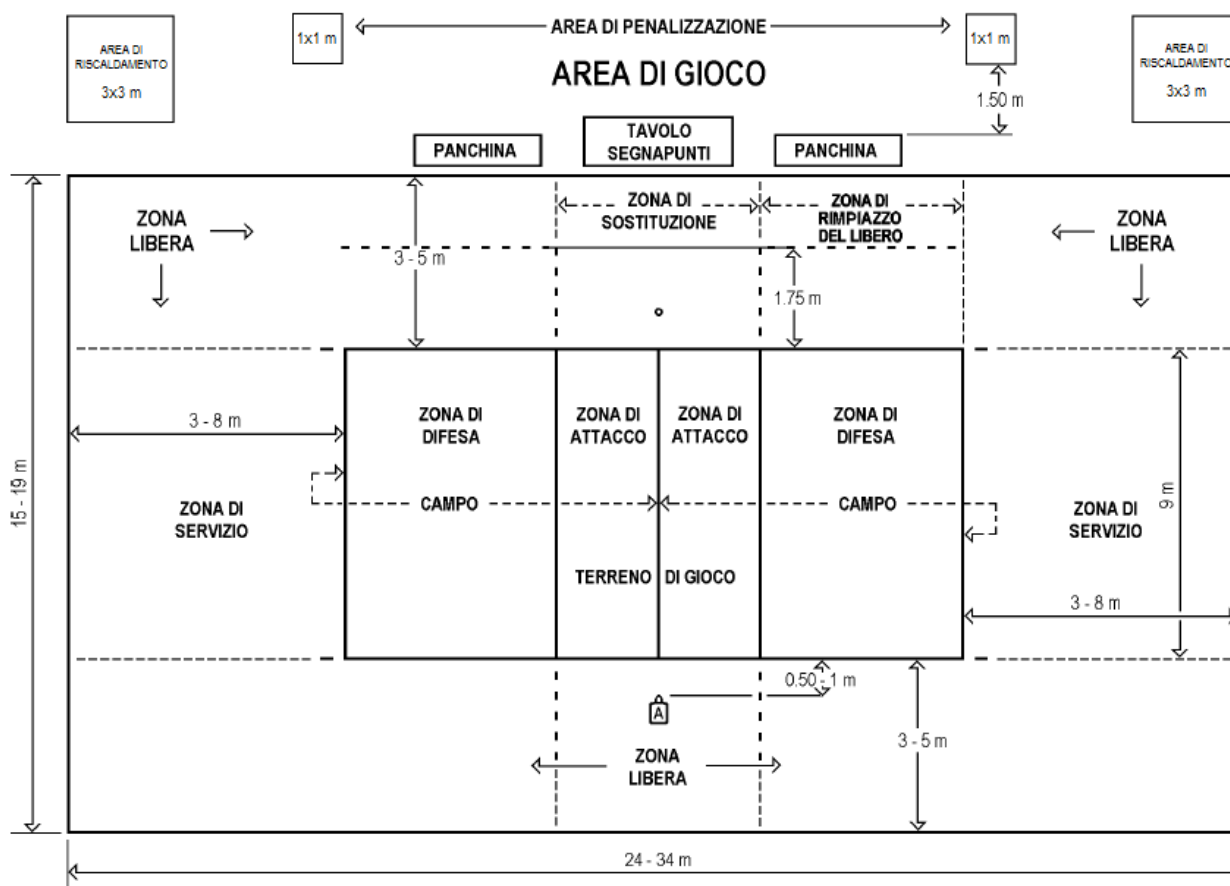 AREA DI
RISCALDAMENTO
3x3 m
1x1 m
AREA DI PENALIZZAZIONE
1x1 m
AREA DI
RISCALDAMENTO
3x3 m
AREA DI GIOCO
1.50 m
PANCHINA
TAVOLO
SEGNAPUNTI
PANCHINA
ZONA
LIBERA
ZONA DI
SOSTITUZIONE
ZONA DI
RIMPIAZZO
DEL LIBERO
ZONA
LIBERA
3 - 5 m
1.75 m
15 - 19 m
3 - 8 m
ZONA DI
DIFESA
ZONA DI
ATTACCO
ZONA DI
ATTACCO
ZONA DI
DIFESA
ZONA DI
SERVIZIO
CAMPO
CAMPO
9 m
ZONA DI
SERVIZIO
TERRENO DI GIOCO
3 - 8 m
0.50 - 1 m
A
3 - 5 m
ZONA
LIBERA
24 - 34 m